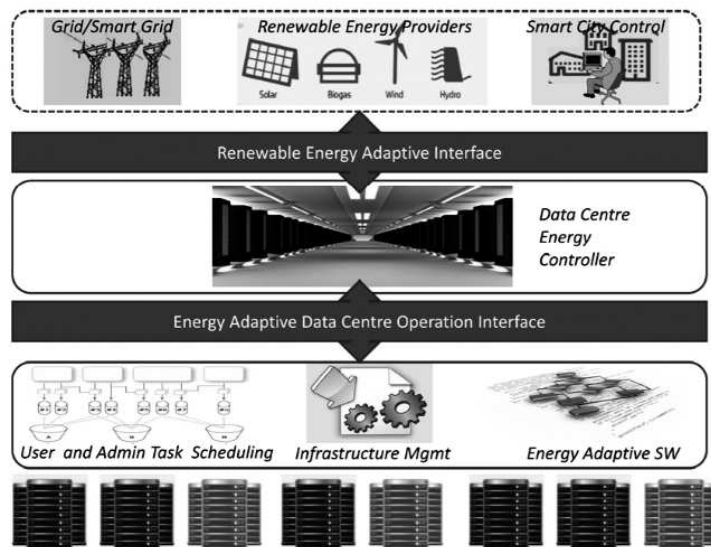 Grid/Smart Grid
Renewable Energy Providers
Smart City Control
Solar
Biogas
Wind
Hydro
Renewable Energy Adaptive Interface
Data Centre
Energy
Controller
Energy Adaptive Data Centre Operation Interface
User and Admin Task Scheduling
Infrastructure Mgmt
Energy Adaptive SW